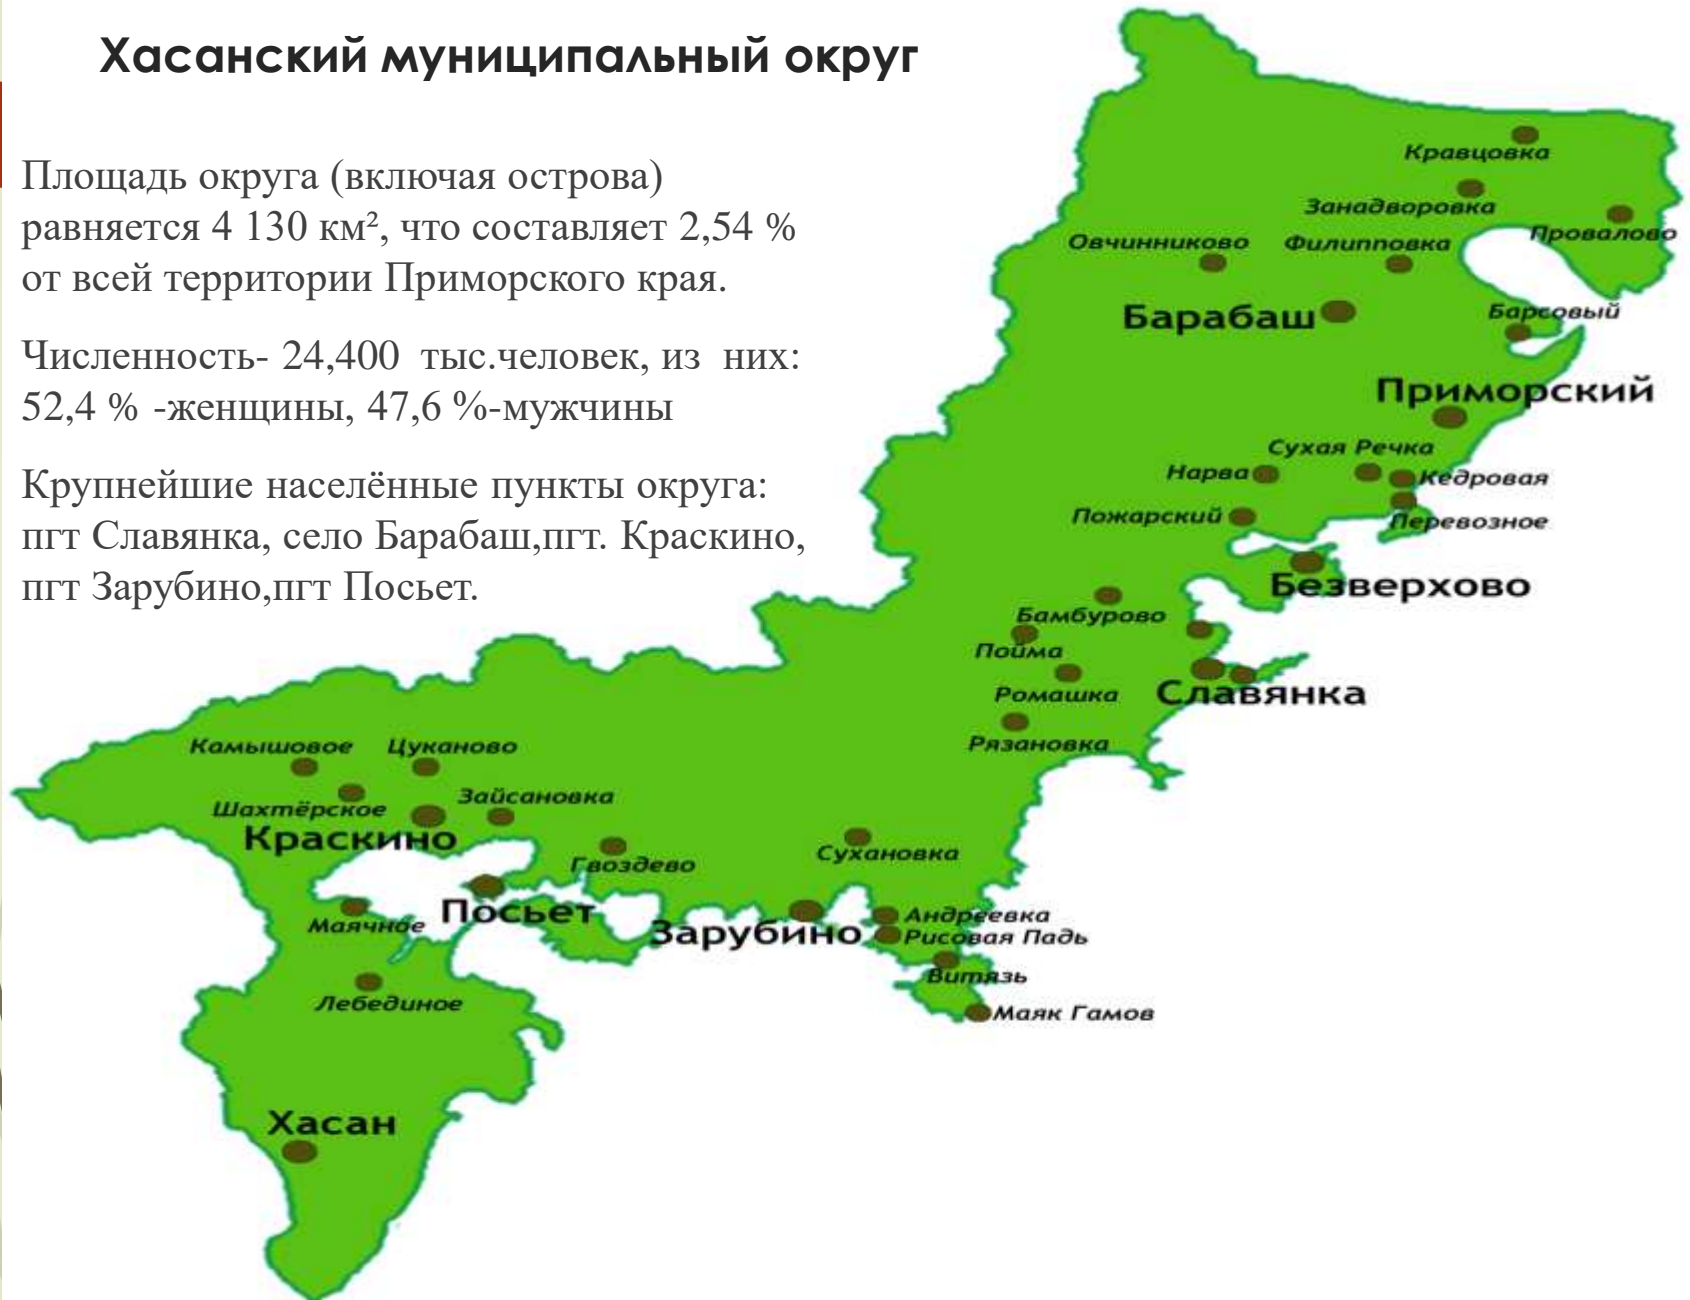 Хасанский муниципальный округ
Площадь округа (включая острова)
равняется 4 130 км², что составляет 2,54 %
от всей территории Приморского края.
Численность- 24,400 тыс.человек, из них:
52,4 % -женщины, 47,6 %-мужчины
Крупнейшие населённые пункты округа:
пгт Славянка, село Барабаш,пгт. Краскино,
пгт Зарубино,пгт Посьет.
Кравцовка
Занадворовка
Провалово
Овчинниково
Филипповка
Барсовый
Барабаш
Приморский
Сухая Речка
Нарва
Кедровая
Пожарский
Перевозное
Безверхово
Бамбурово
Пойма
Ромашка
Славянка
Рязановка
Камышовое
Цуканово
Зайсановка
Шахтёрское
Краскино
Гвоздево
Сухановка
Посьет
Маячное
Зарубино
Андреевка
Рисовая Падь
Витязь
Лебединое
Маяк Гамов
Хасан